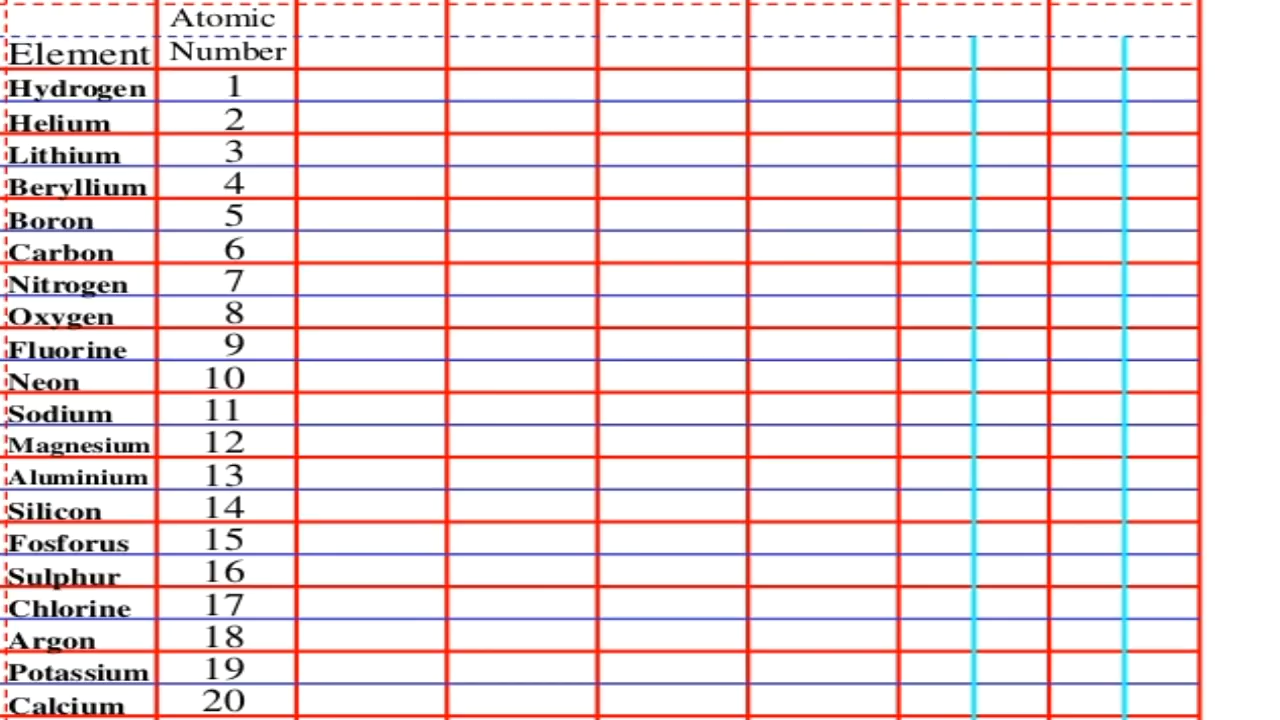 Atomic
Element Number
Hydrogen 1
Helium 2
Lithium 3
Beryllium 4
Boron 5
Carbon 6
Nitrogen 7
Oxygen 8
Fluorine 9
Neon 10
Sodium 11
Magnesium 12
Aluminium 13
Silicon 14
Fosforus 15
Sulphur 16
Chlorine 17
Argon 18
Potassium 19
Calcium 20